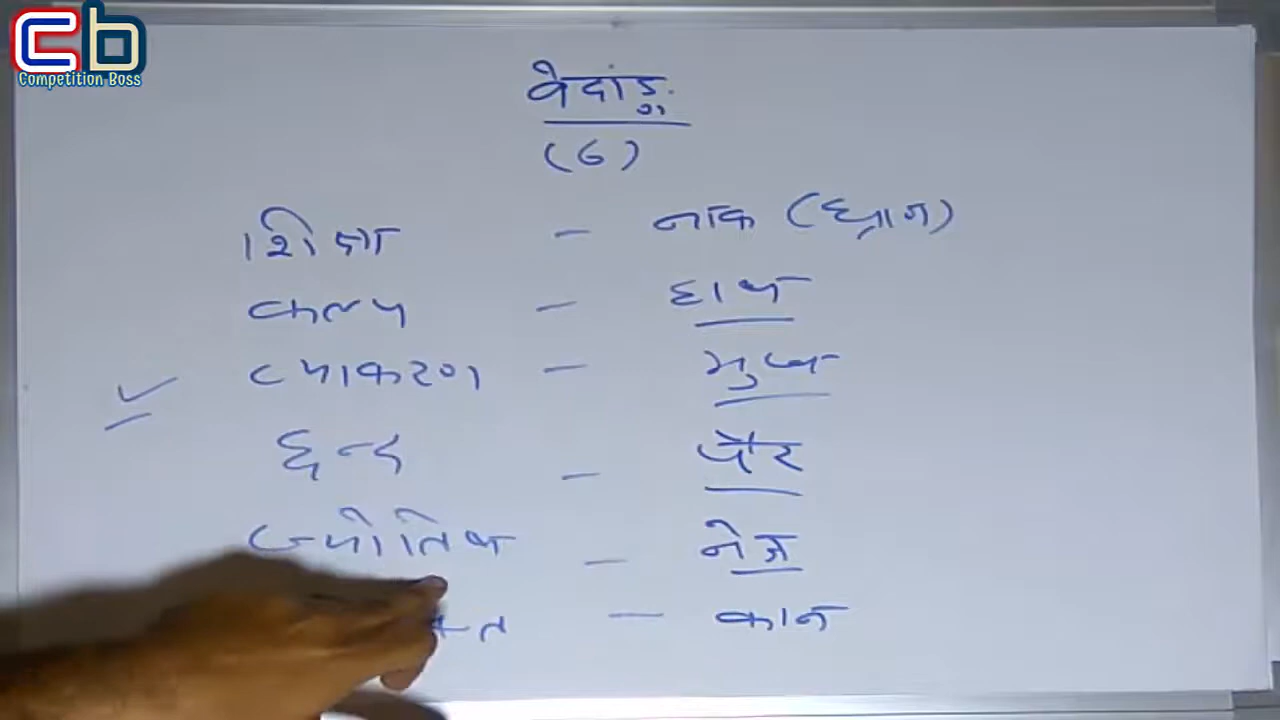 Cb
Competition Boss
वेदांङ्ग
(6)
शिक्षा - नाक (घ्राण)
कल्प - हाथ
व्याकरण - मुख
छन्द - पैर
ज्योतिष - नेत्र
- कान